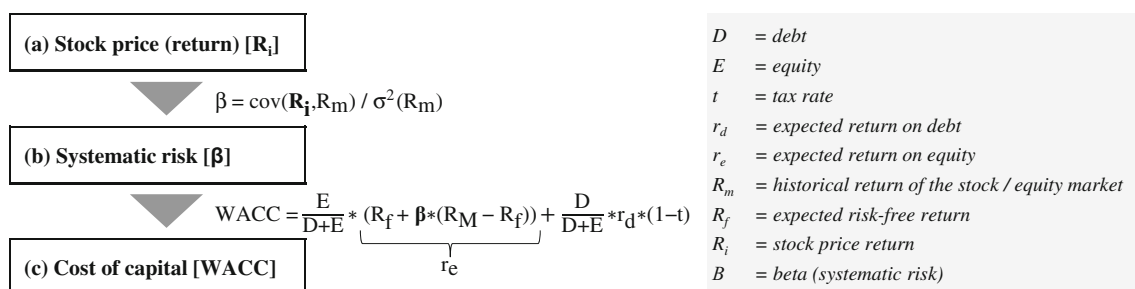 (a) Stock price (return) [Ri]
β = cov(Ri,Rm) / σ²(Rm)
(b) Systematic risk [β]
WACC = E/D+E * (Rf + β*(RM – Rf)) + D/D+E *rd*(1–t)
re
(c) Cost of capital [WACC]
D = debt
E = equity
t = tax rate
rd = expected return on debt
re = expected return on equity
Rm = historical return of the stock / equity market
Rf = expected risk-free return
Ri = stock price return
B = beta (systematic risk)